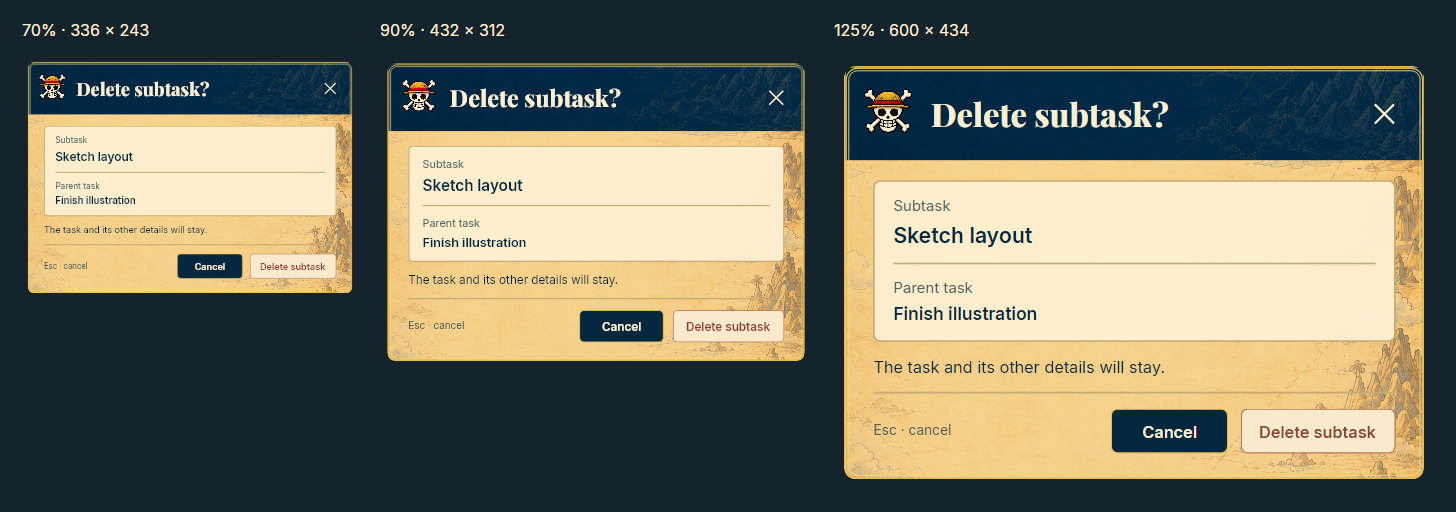 70% · 336 × 243
Delete subtask?
Subtask
Sketch layout
Parent task
Finish illustration
The task and its other details will stay.
Esc · cancel
Cancel
Delete subtask
90% · 432 × 312
Delete subtask?
Subtask
Sketch layout
Parent task
Finish illustration
The task and its other details will stay.
Esc · cancel
Cancel
Delete subtask
125% · 600 × 434
Delete subtask?
Subtask
Sketch layout
Parent task
Finish illustration
The task and its other details will stay.
Esc · cancel
Cancel
Delete subtask